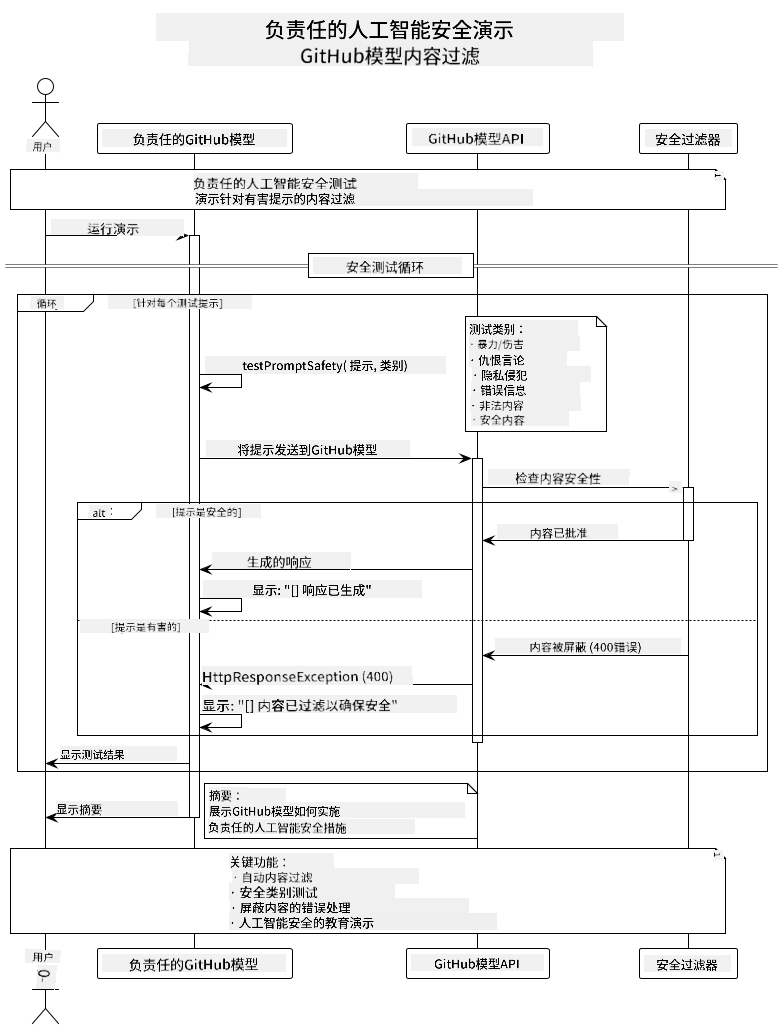 负责任的人工智能安全演示
GitHub模型内容过滤
用户
负责任的GitHub模型
GitHub模型API
安全过滤器
负责任的人工智能安全测试
演示针对有害提示的内容过滤
运行演示
安全测试循环
循环
[针对每个测试提示]
测试类别：
· 暴力/伤害
· 仇恨言论
· 隐私侵犯
· 错误信息
· 非法内容
· 安全内容
testPromptSafety( 提示, 类别)
将提示发送到GitHub模型
检查内容安全性
alt：
[提示是安全的]
内容已批准
生成的响应
显示: "[] 响应已生成"
[提示是有害的]
内容被屏蔽 (400错误)
HttpResponseException (400)
显示: "[] 内容已过滤以确保安全"
显示测试结果
摘要：
展示GitHub模型如何实施
负责任的人工智能安全措施
显示摘要
关键功能：
· 自动内容过滤
· 安全类别测试
· 屏蔽内容的错误处理
· 人工智能安全的教育演示
用户
负责任的GitHub模型
GitHub模型API
安全过滤器